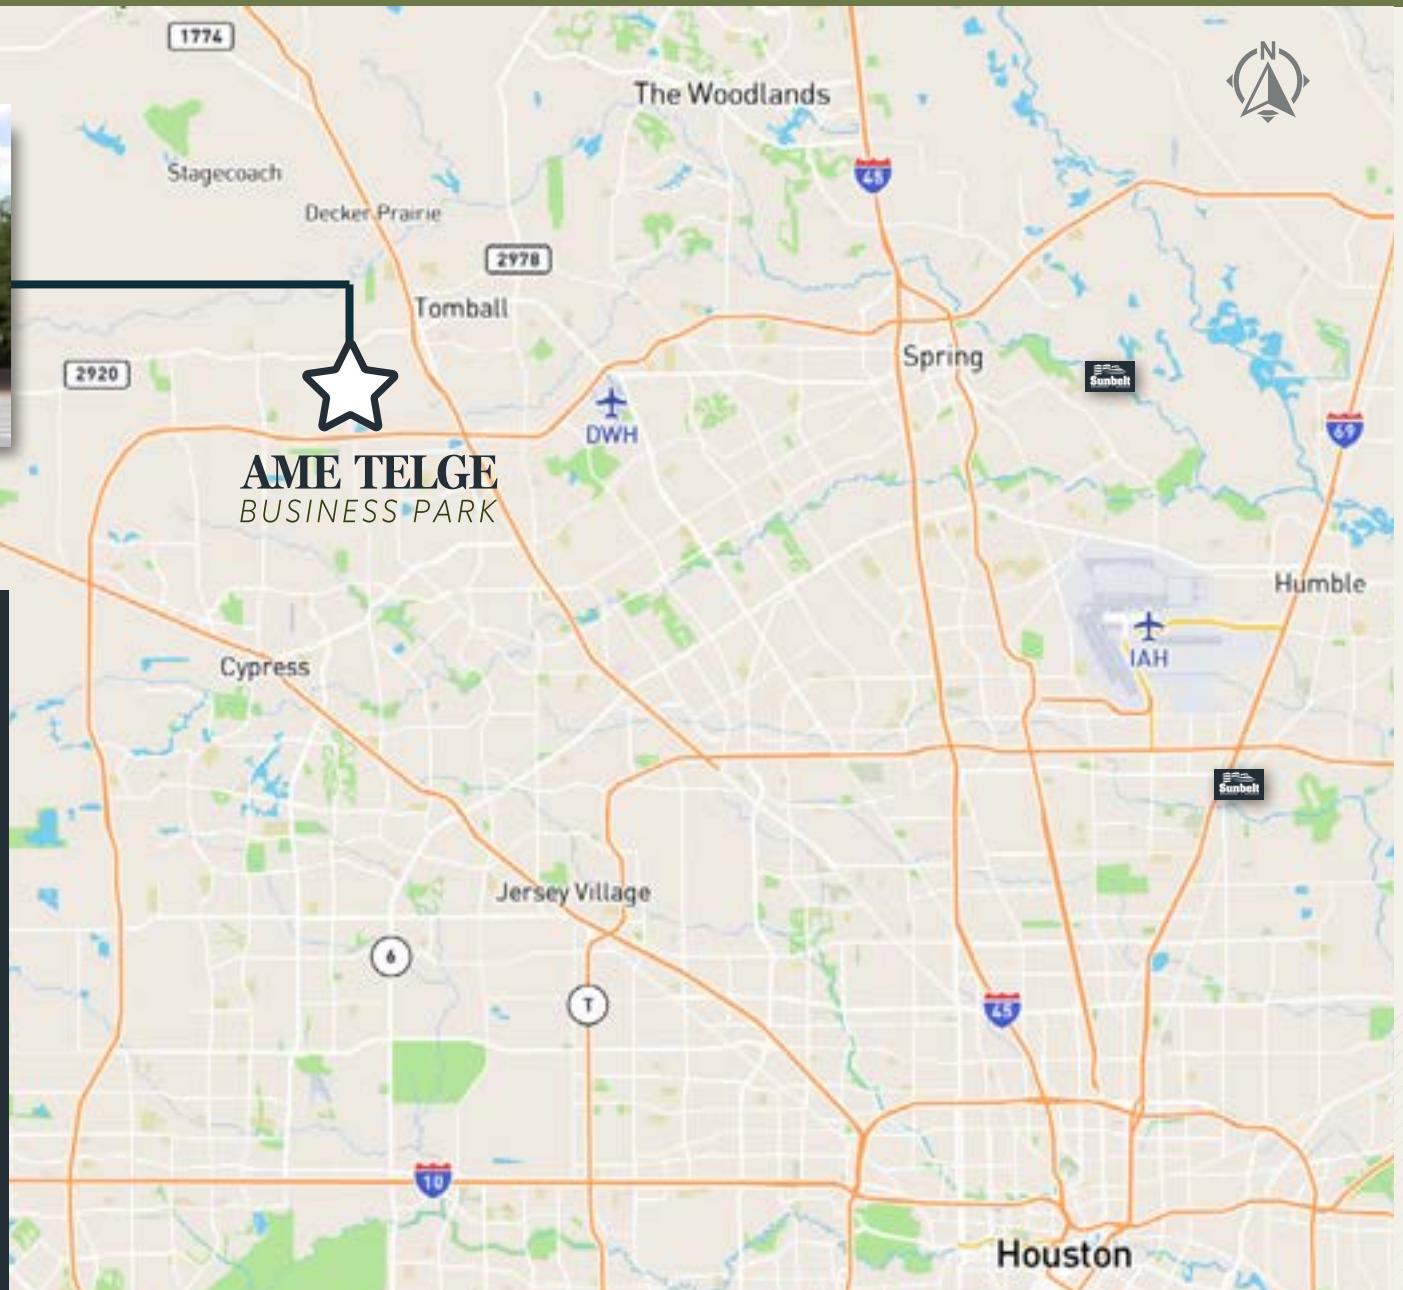 1774
N
The Woodlands
Stagecoach
45
Decker Prairie
2978
Tomball
2920
Spring
Sunbelt
DWH
69
AME TELGE
BUSINESS PARK
Humble
IAH
Cypress
Sunbelt
Jersey Village
6
T
45
10
Houston